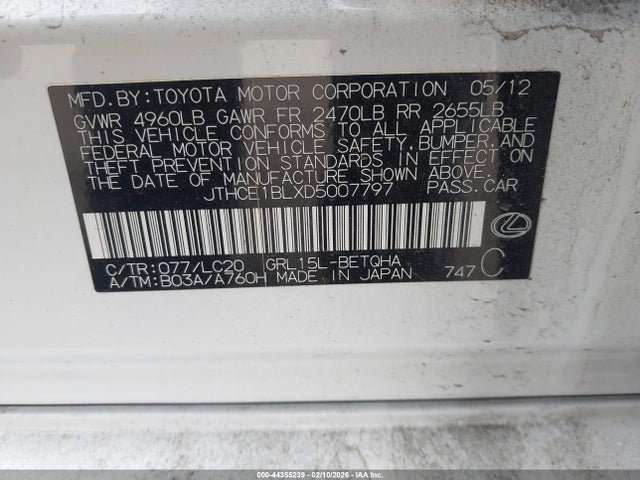 MFD.BY:TOYOTA MOTOR CORPORATION 05/12
GVWR 4960LB GAWR FR 2470LB RR 2655LB
THIS VEHICLE CONFORMS TO ALL APPLICABLE
FEDERAL MOTOR VEHICLE SAFETY,BUMPER,AND
THEFT PREVENTION STANDARDS IN EFFECT ON
THE DATE OF MANUFACTURE SHOWN ABOVE.
JTHCE1BLXD5007797 PASS.CAR
C/TR:077/LC20 GRL15L-BETQHA
A/TM:B03A/A760H MADE IN JAPAN 747 C
000-44355239 - 02/10/2026 - IAA Inc.